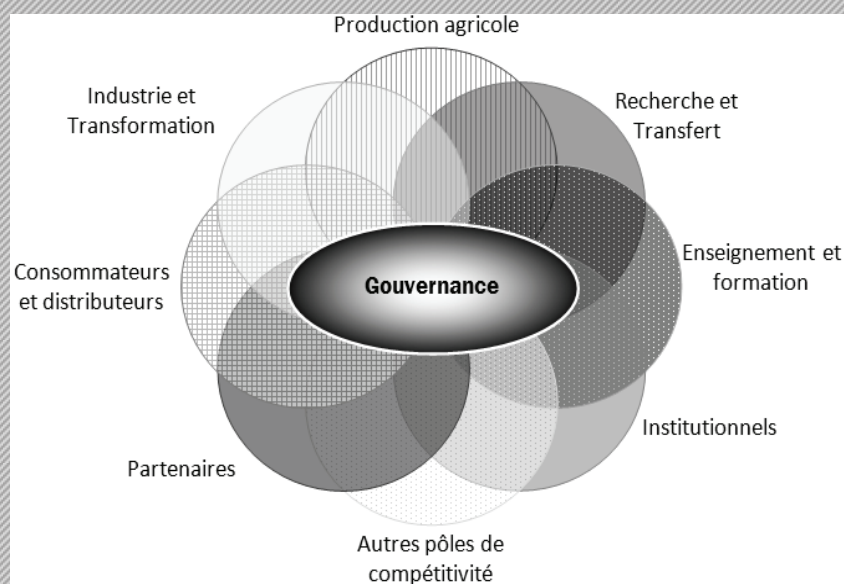 Production agricole
Industrie et
Transformation
Recherche et
Transfert
Consommateurs
et distributeurs
Gouvernance
Enseignement et
formation
Institutionnels
Partenaires
Autres pôles de
compétitivité